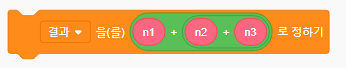 결과 ▼ 을(를) n1 + n2 + n3 로 정하기